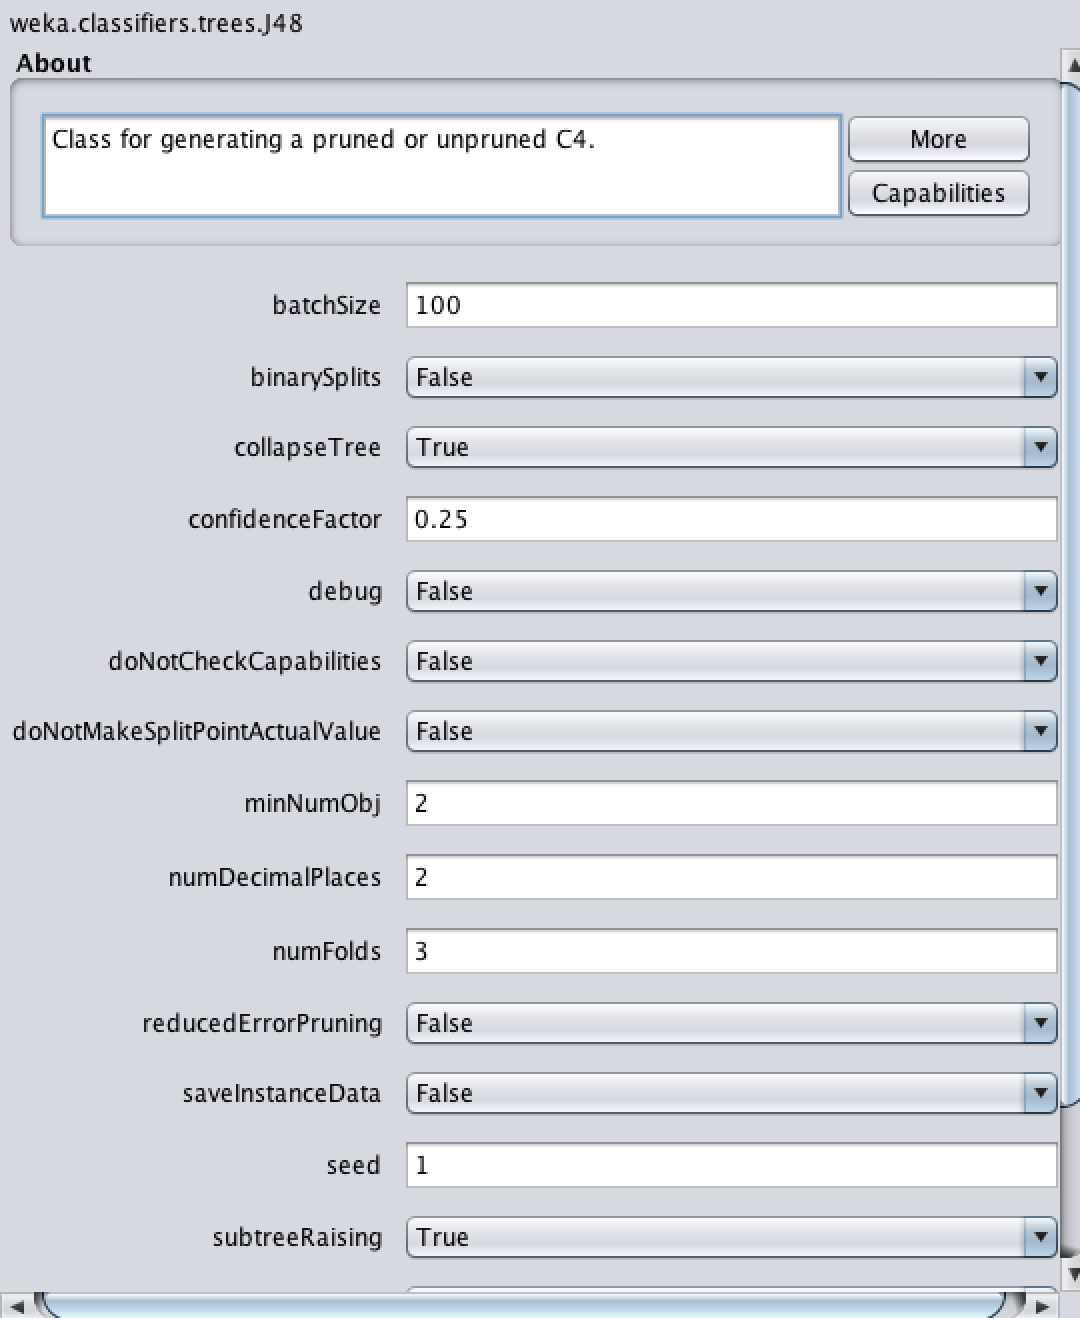 weka.classifiers.trees.J48
About
Class for generating a pruned or unpruned C4.
More
Capabilities
batchSize 100
binarySplits False
collapseTree True
confidenceFactor 0.25
debug False
doNotCheckCapabilities False
doNotMakeSplitPointActualValue False
minNumObj 2
numDecimalPlaces 2
numFolds 3
reducedErrorPruning False
saveInstanceData False
seed 1
subtreeRaising True